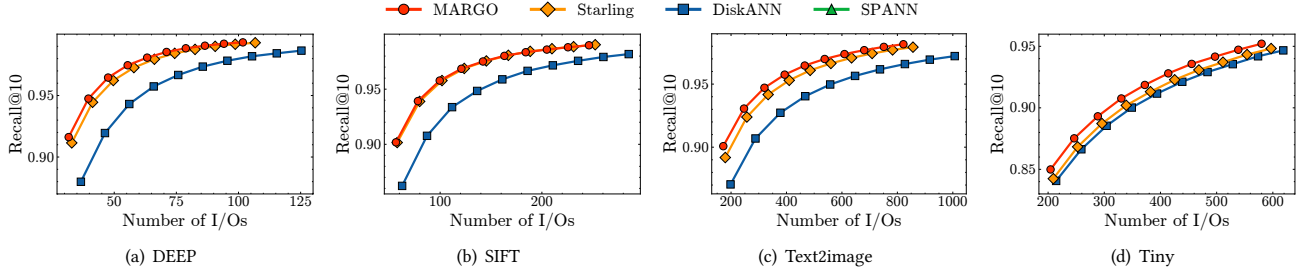 MARGO Starling DiskANN SPANN
Recall@10
0.95
0.90
50 75 100 125
Number of I/Os
(a) DEEP
Recall@10
0.95
0.90
100 200
Number of I/Os
(b) SIFT
Recall@10
0.95
0.90
200 400 600 800 1000
Number of I/Os
(c) Text2image
Recall@10
0.95
0.90
0.85
200 300 400 500 600
Number of I/Os
(d) Tiny